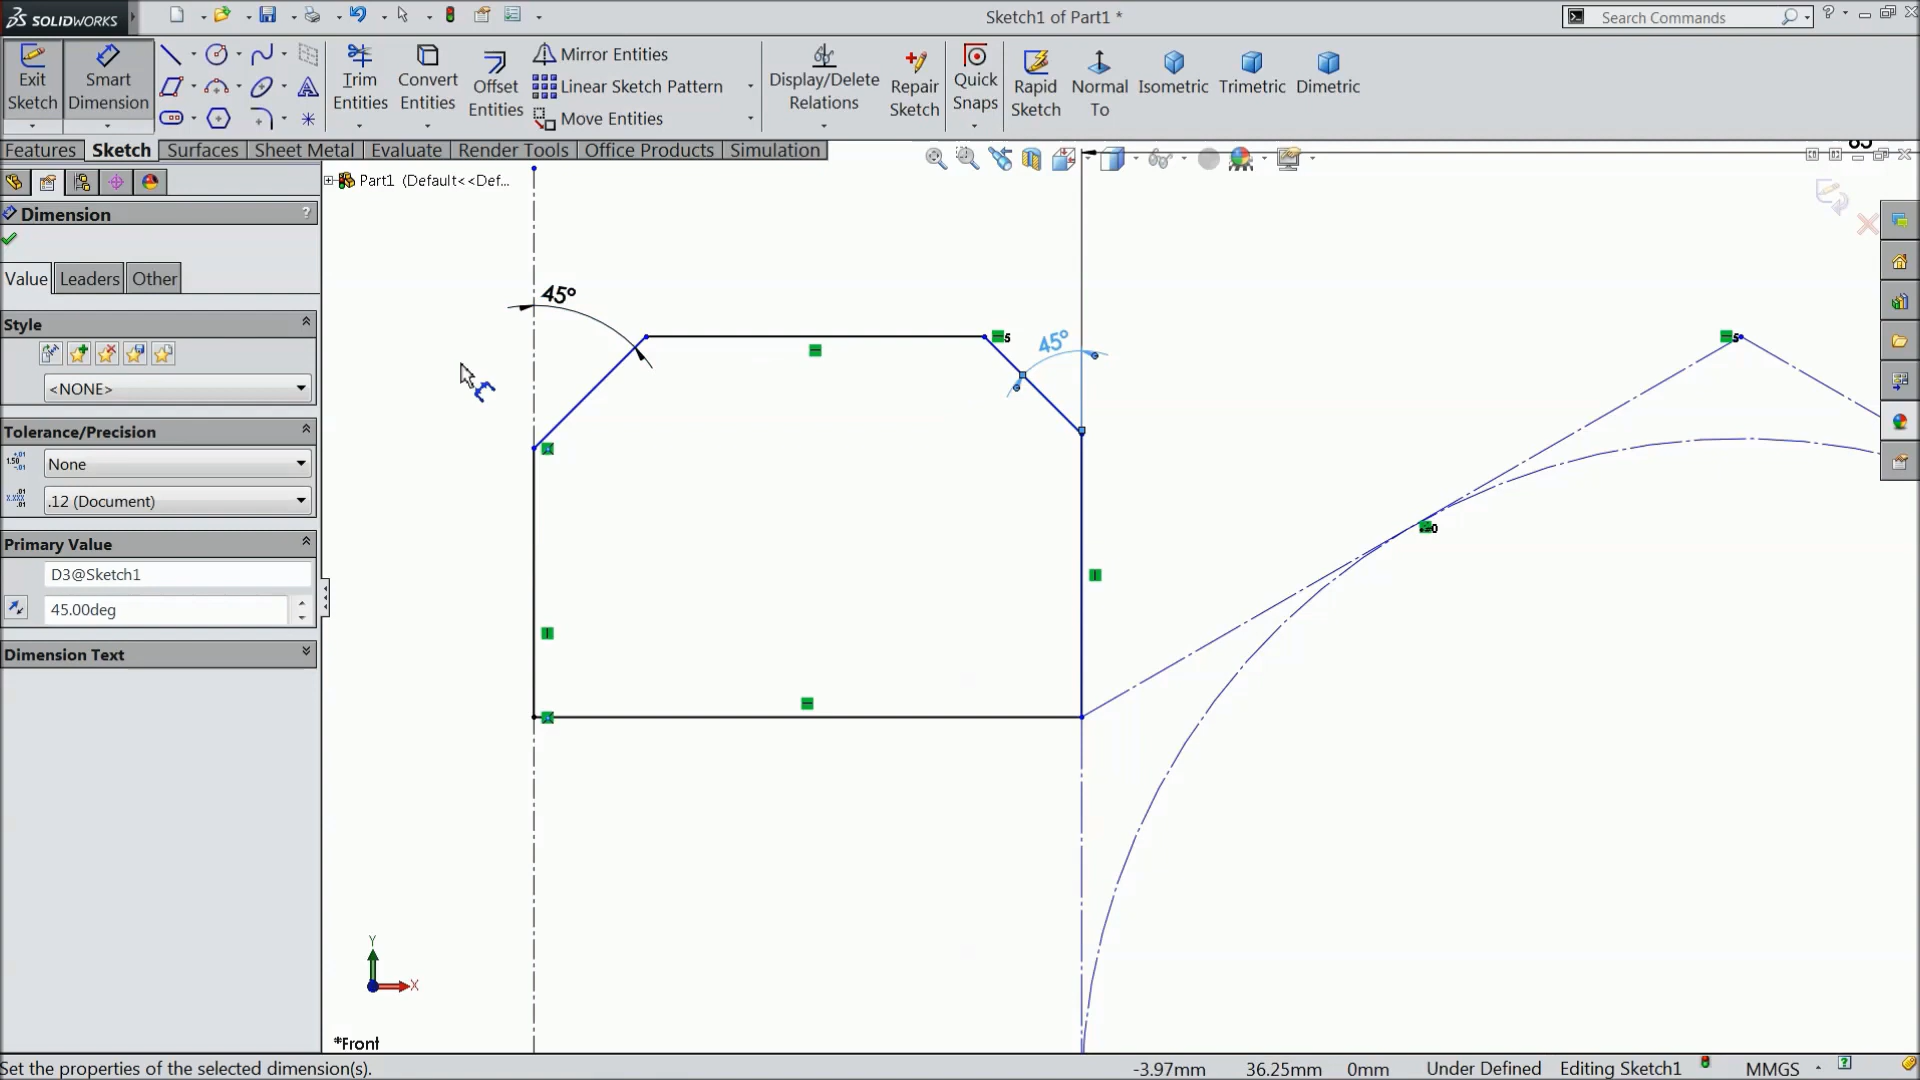 SOLIDWORKS
Sketch1 of Part1 *
Search Commands
?
Exit Sketch
Smart Dimension
Trim Entities
Convert Entities
Offset Entities
Mirror Entities
Linear Sketch Pattern
Move Entities
Display/Delete Relations
Repair Sketch
Quick Snaps
Rapid Sketch
Normal To
Isometric
Trimetric
Dimetric
Features
Sketch
Surfaces
Sheet Metal
Evaluate
Render Tools
Office Products
Simulation
Part1 (Default<<Def...
Dimension
?
Value
Leaders
Other
Style
<NONE>
Tolerance/Precision
None
.12 (Document)
Primary Value
D3@Sketch1
45.00deg
Dimension Text
45°
45°
5
5
0
Y
X
*Front
Set the properties of the selected dimension(s).
-3.97mm
36.25mm
0mm
Under Defined
Editing Sketch1
MMGS
?